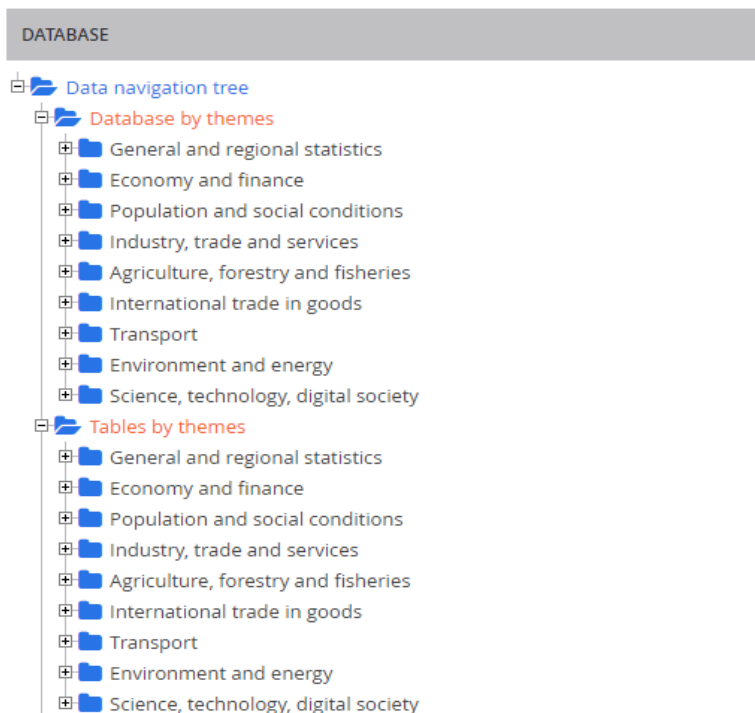 DATABASE
Data navigation tree
Database by themes
General and regional statistics
Economy and finance
Population and social conditions
Industry, trade and services
Agriculture, forestry and fisheries
International trade in goods
Transport
Environment and energy
Science, technology, digital society
Tables by themes
General and regional statistics
Economy and finance
Population and social conditions
Industry, trade and services
Agriculture, forestry and fisheries
International trade in goods
Transport
Environment and energy
Science, technology, digital society